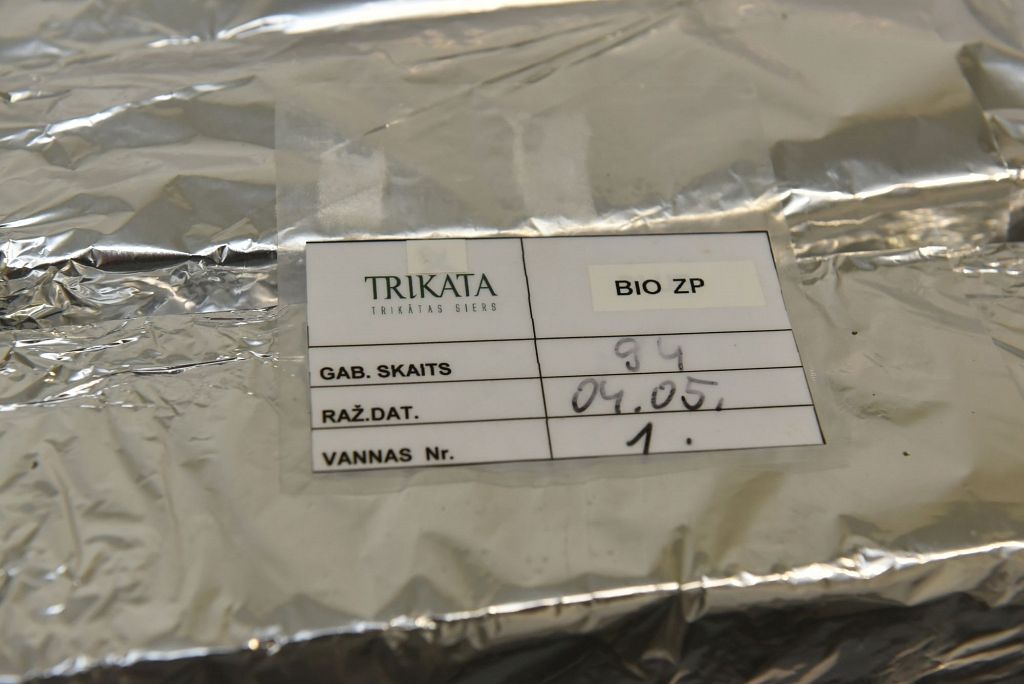 TRIKATA
TRIKĀTAS SIERS
BIO ZP
GAB. SKAITS 94
RAŽ.DAT. 04.05.
VANNAS Nr. 1.